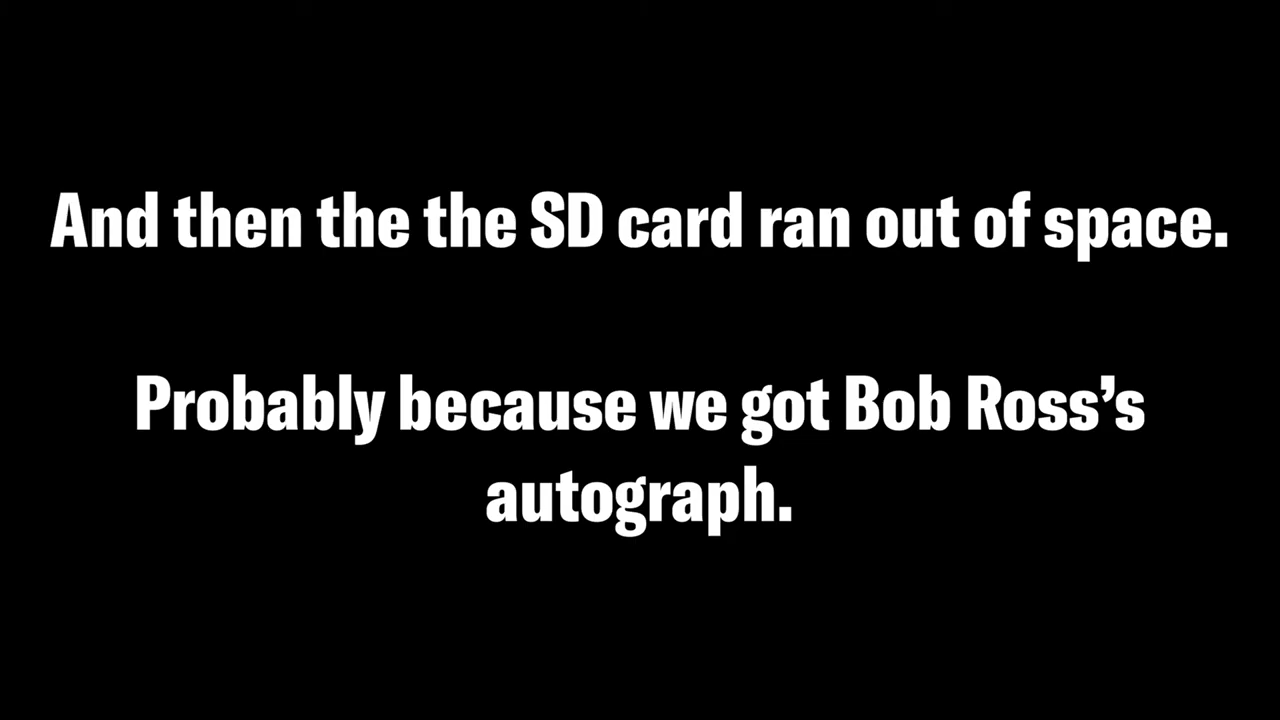 And then the the SD card ran out of space.
Probably because we got Bob Ross’s
autograph.